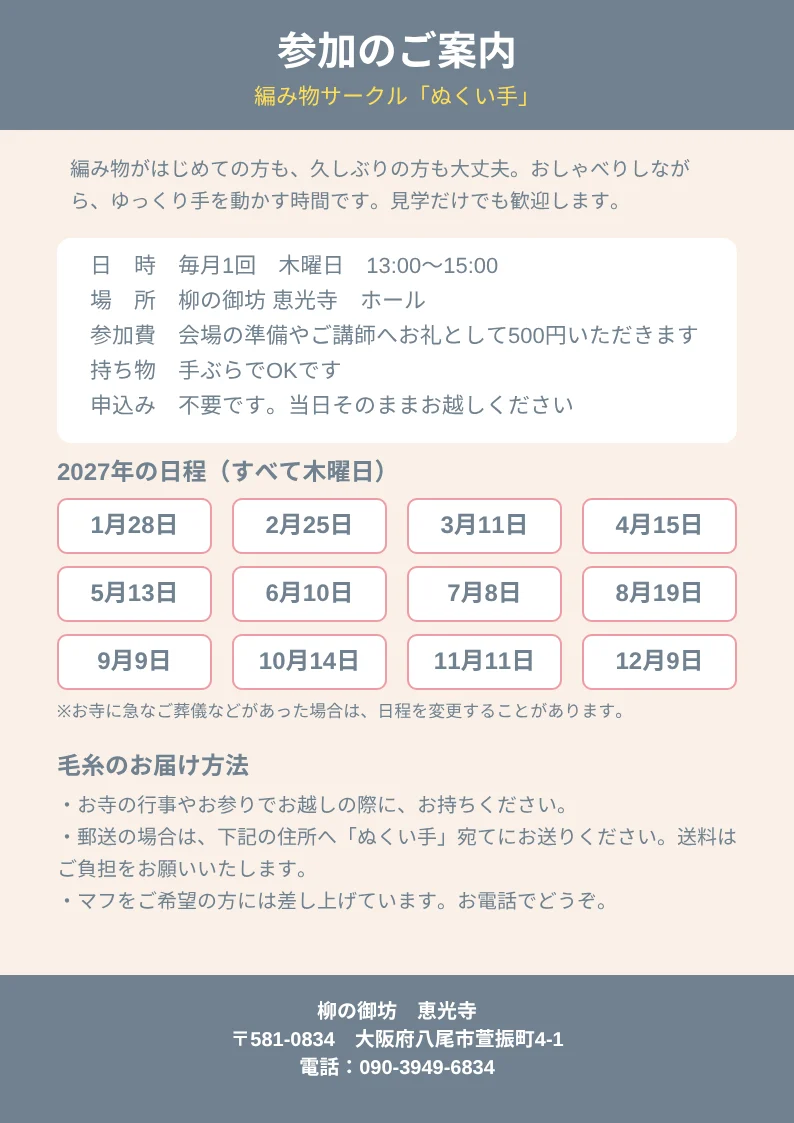 参加のご案内
編み物サークル「ぬくい手」
編み物がはじめての方も、久しぶりの方も大丈夫。おしゃべりしなが
ら、ゆっくり手を動かす時間です。見学だけでも歓迎します。
日　時　毎月1回　木曜日　13:00〜15:00
場　所　柳の御坊 恵光寺　ホール
参加費　会場の準備やご講師へお礼として500円いただきます
持ち物　手ぶらでOKです
申込み　不要です。当日そのままお越しください
2027年の日程（すべて木曜日）
1月28日　2月25日　3月11日　4月15日
5月13日　6月10日　7月8日　8月19日
9月9日　10月14日　11月11日　12月9日
※お寺に急なご葬儀などがあった場合は、日程を変更することがあります。
毛糸のお届け方法
・お寺の行事やお参りでお越しの際に、お持ちください。
・郵送の場合は、下記の住所へ「ぬくい手」宛てにお送りください。送料は
ご負担をお願いいたします。
・マフをご希望の方には差し上げています。お電話でどうぞ。
柳の御坊　恵光寺
〒581-0834　大阪府八尾市萱振町4-1
電話：090-3949-6834